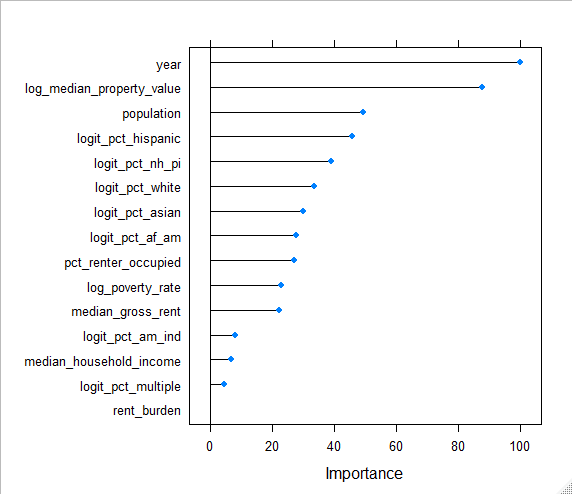 year
log_median_property_value
population
logit_pct_hispanic
logit_pct_nh_pi
logit_pct_white
logit_pct_asian
logit_pct_af_am
pct_renter_occupied
log_poverty_rate
median_gross_rent
logit_pct_am_ind
median_household_income
logit_pct_multiple
rent_burden
0 20 40 60 80 100
Importance